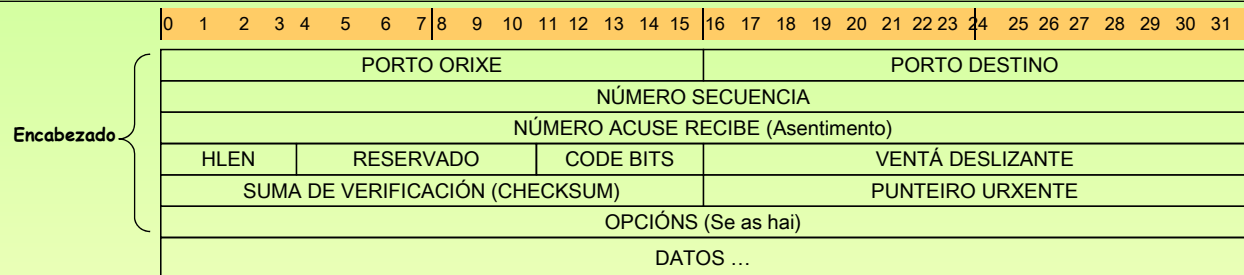 0 1 2 3 4 5 6 7 8 9 10 11 12 13 14 15 16 17 18 19 20 21 22 23 24 25 26 27 28 29 30 31
PORTO ORIXE PORTO DESTINO
NÚMERO SECUENCIA
Encabezado NÚMERO ACUSE RECIBE (Asentimento)
HLEN RESERVADO CODE BITS VENTÁ DESLIZANTE
SUMA DE VERIFICACIÓN (CHECKSUM) PUNTEIRO URXENTE
OPCIÓNS (Se as hai)
DATOS …